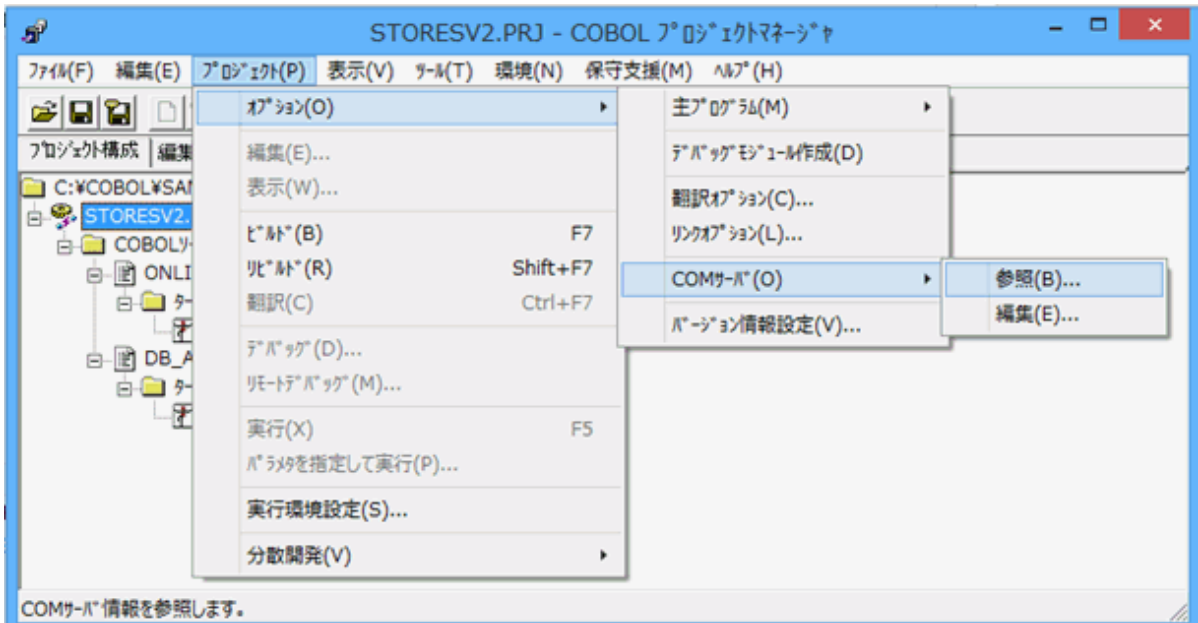 STORESV2.PRJ - COBOL ﾌﾟﾛｼﾞｪｸﾄﾏﾈｰｼﾞｬ
ﾌｧｲﾙ(F) 編集(E) ﾌﾟﾛｼﾞｪｸﾄ(P) 表示(V) ﾂｰﾙ(T) 環境(N) 保守支援(M) ﾍﾙﾌﾟ(H)
ﾌﾟﾛｼﾞｪｸﾄ構成 編集
C:¥COBOL¥SA
STORESV2.
COBOLｿ
ONLI
ﾀｰ
DB_A
ﾀｰ
ｵﾌﾟｼｮﾝ(O)
編集(E)...
表示(W)...
ﾋﾞﾙﾄﾞ(B) F7
ﾘﾋﾞﾙﾄﾞ(R) Shift+F7
翻訳(C) Ctrl+F7
ﾃﾞﾊﾞｯｸﾞ(D)...
ﾘﾓｰﾄﾃﾞﾊﾞｯｸﾞ(M)...
実行(X) F5
ﾊﾟﾗﾒﾀを指定して実行(P)...
実行環境設定(S)...
分散開発(V)
主ﾌﾟﾛｸﾞﾗﾑ(M)
ﾃﾞﾊﾞｯｸﾞﾓｼﾞｭｰﾙ作成(D)
翻訳ｵﾌﾟｼｮﾝ(C)...
ﾘﾝｸｵﾌﾟｼｮﾝ(L)...
COMｻｰﾊﾞ(O)
ﾊﾞｰｼﾞｮﾝ情報設定(V)...
参照(B)...
編集(E)...
COMｻｰﾊﾞ情報を参照します。